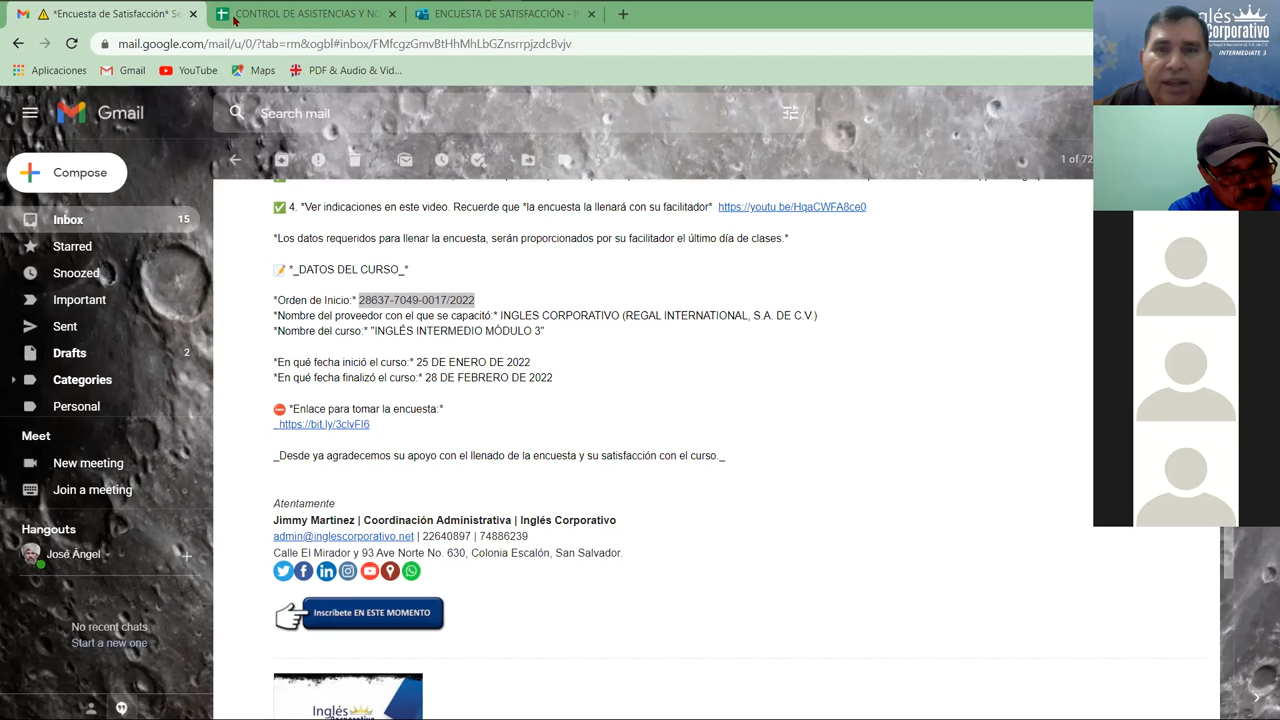 *Encuesta de Satisfacción* Se
CONTROL DE ASISTENCIAS Y NO
ENCUESTA DE SATISFACCIÓN -
mail.google.com/mail/u/0/?tab=rm&ogbl#inbox/FMfcgzGmvBtHhMhLbGZnsrrpjzdcBvjv
Aplicaciones
Gmail
YouTube
Maps
PDF & Audio & Vid...
Gmail
Search mail
1 of 72
Compose
Inbox 15
Starred
Snoozed
Important
Sent
Drafts 2
Categories
Personal
Meet
New meeting
Join a meeting
Hangouts
José Ángel
No recent chats
Start a new one
4. *Ver indicaciones en este video. Recuerde que *la encuesta la llenará con su facilitador* https://youtu.be/HqaCWFA8ce0
*Los datos requeridos para llenar la encuesta, serán proporcionados por su facilitador el último día de clases.*
*_DATOS DEL CURSO_*
*Orden de Inicio:* 28637-7049-0017/2022
*Nombre del proveedor con el que se capacitó:* INGLES CORPORATIVO (REGAL INTERNATIONAL, S.A. DE C.V.)
*Nombre del curso:* "INGLÉS INTERMEDIO MÓDULO 3"
*En qué fecha inició el curso:* 25 DE ENERO DE 2022
*En qué fecha finalizó el curso:* 28 DE FEBRERO DE 2022
*Enlace para tomar la encuesta:*
_https://bit.ly/3clvFI6
_Desde ya agradecemos su apoyo con el llenado de la encuesta y su satisfacción con el curso._
Atentamente
Jimmy Martínez | Coordinación Administrativa | Inglés Corporativo
admin@inglescorporativo.net | 22640897 | 74886239
Calle El Mirador y 93 Ave Norte No. 630, Colonia Escalón, San Salvador.
Inscríbete EN ESTE MOMENTO
Inglés
INTERMEDIATE 3